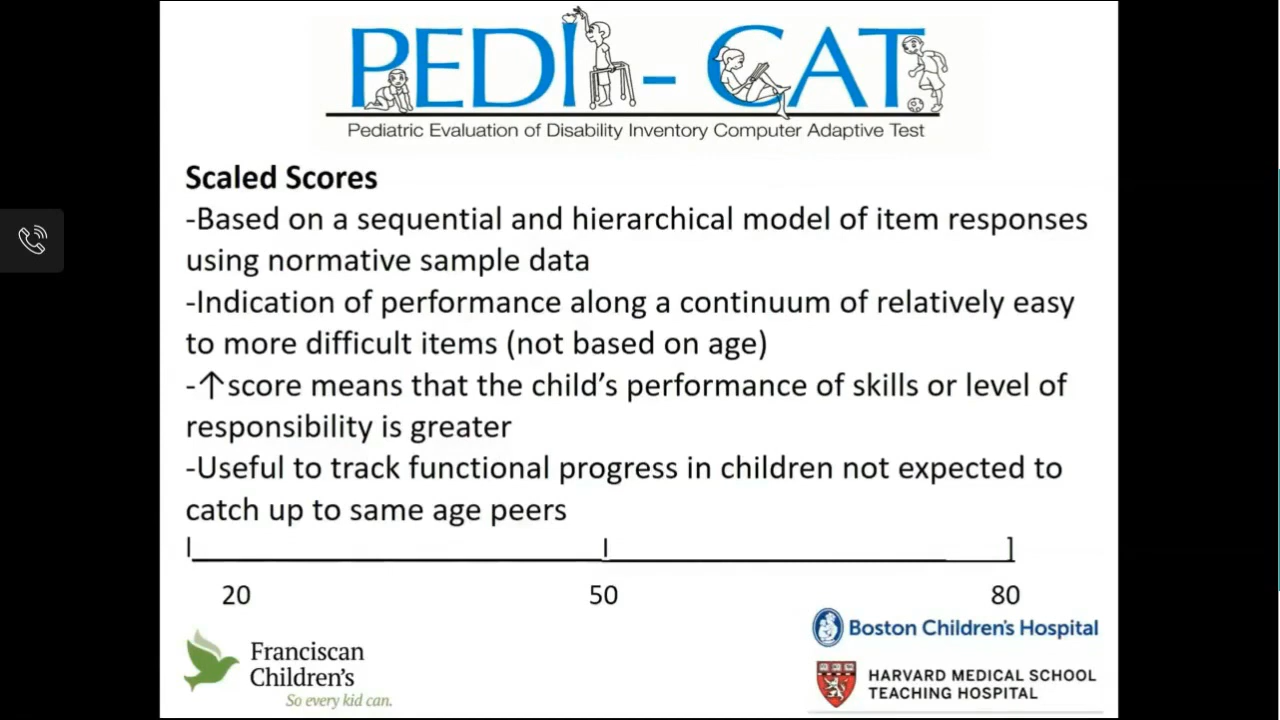 PEDI - CAT
Pediatric Evaluation of Disability Inventory Computer Adaptive Test
Scaled Scores
-Based on a sequential and hierarchical model of item responses
using normative sample data
-Indication of performance along a continuum of relatively easy
to more difficult items (not based on age)
-↑score means that the child’s performance of skills or level of
responsibility is greater
-Useful to track functional progress in children not expected to
catch up to same age peers
20 50 80
Boston Children's Hospital
Franciscan
Children's
So every kid can.
HARVARD MEDICAL SCHOOL
TEACHING HOSPITAL